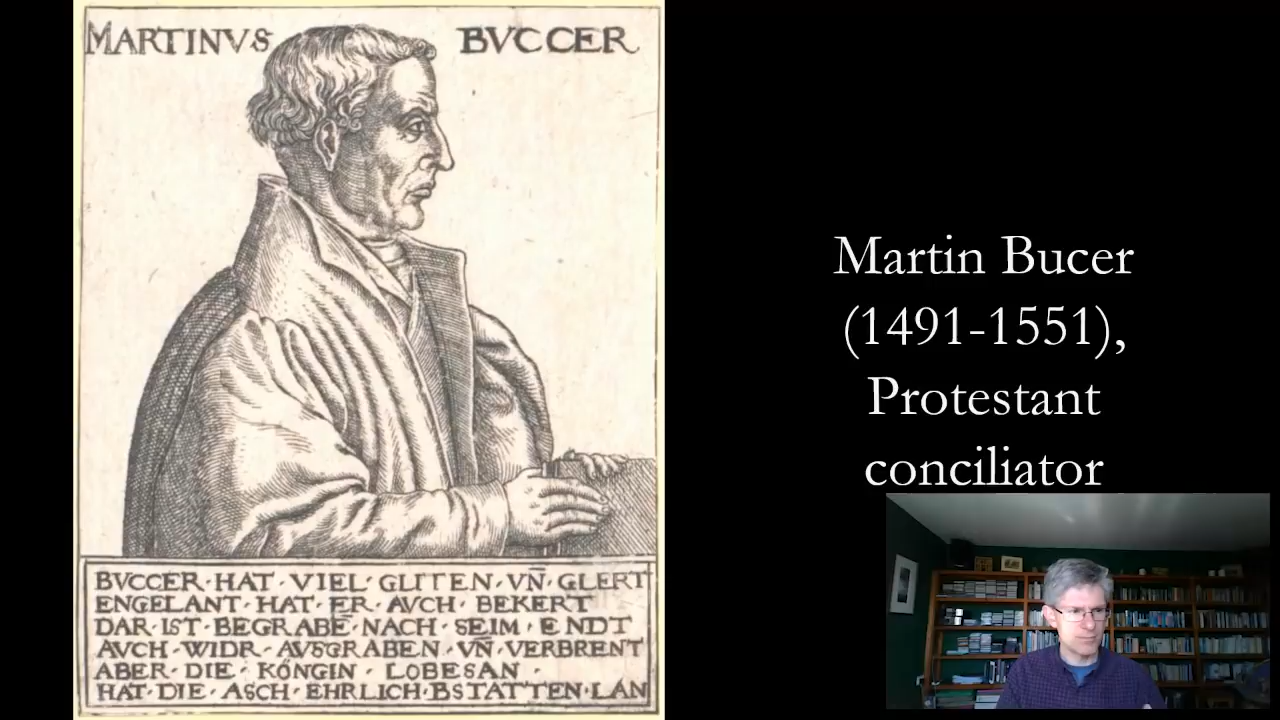 MARTINVS BVCCER
BVCCER·HAT·VIEL·GLITEN·VN̄·GLERT
ENGELANT·HAT·ER·AVCH·BEKERT
DAR·IST·BEGRABĒ·NACH·SEIM·ENDT
AVCH·WIDR·AVSGRABEN·VN̄·VERBRENT
ABER·DIE·KÖNGIN·LOBESAN·
HAT·DIE·ASCH·EHRLICH·BSTATTEN·LAN
Martin Bucer
(1491-1551),
Protestant
conciliator